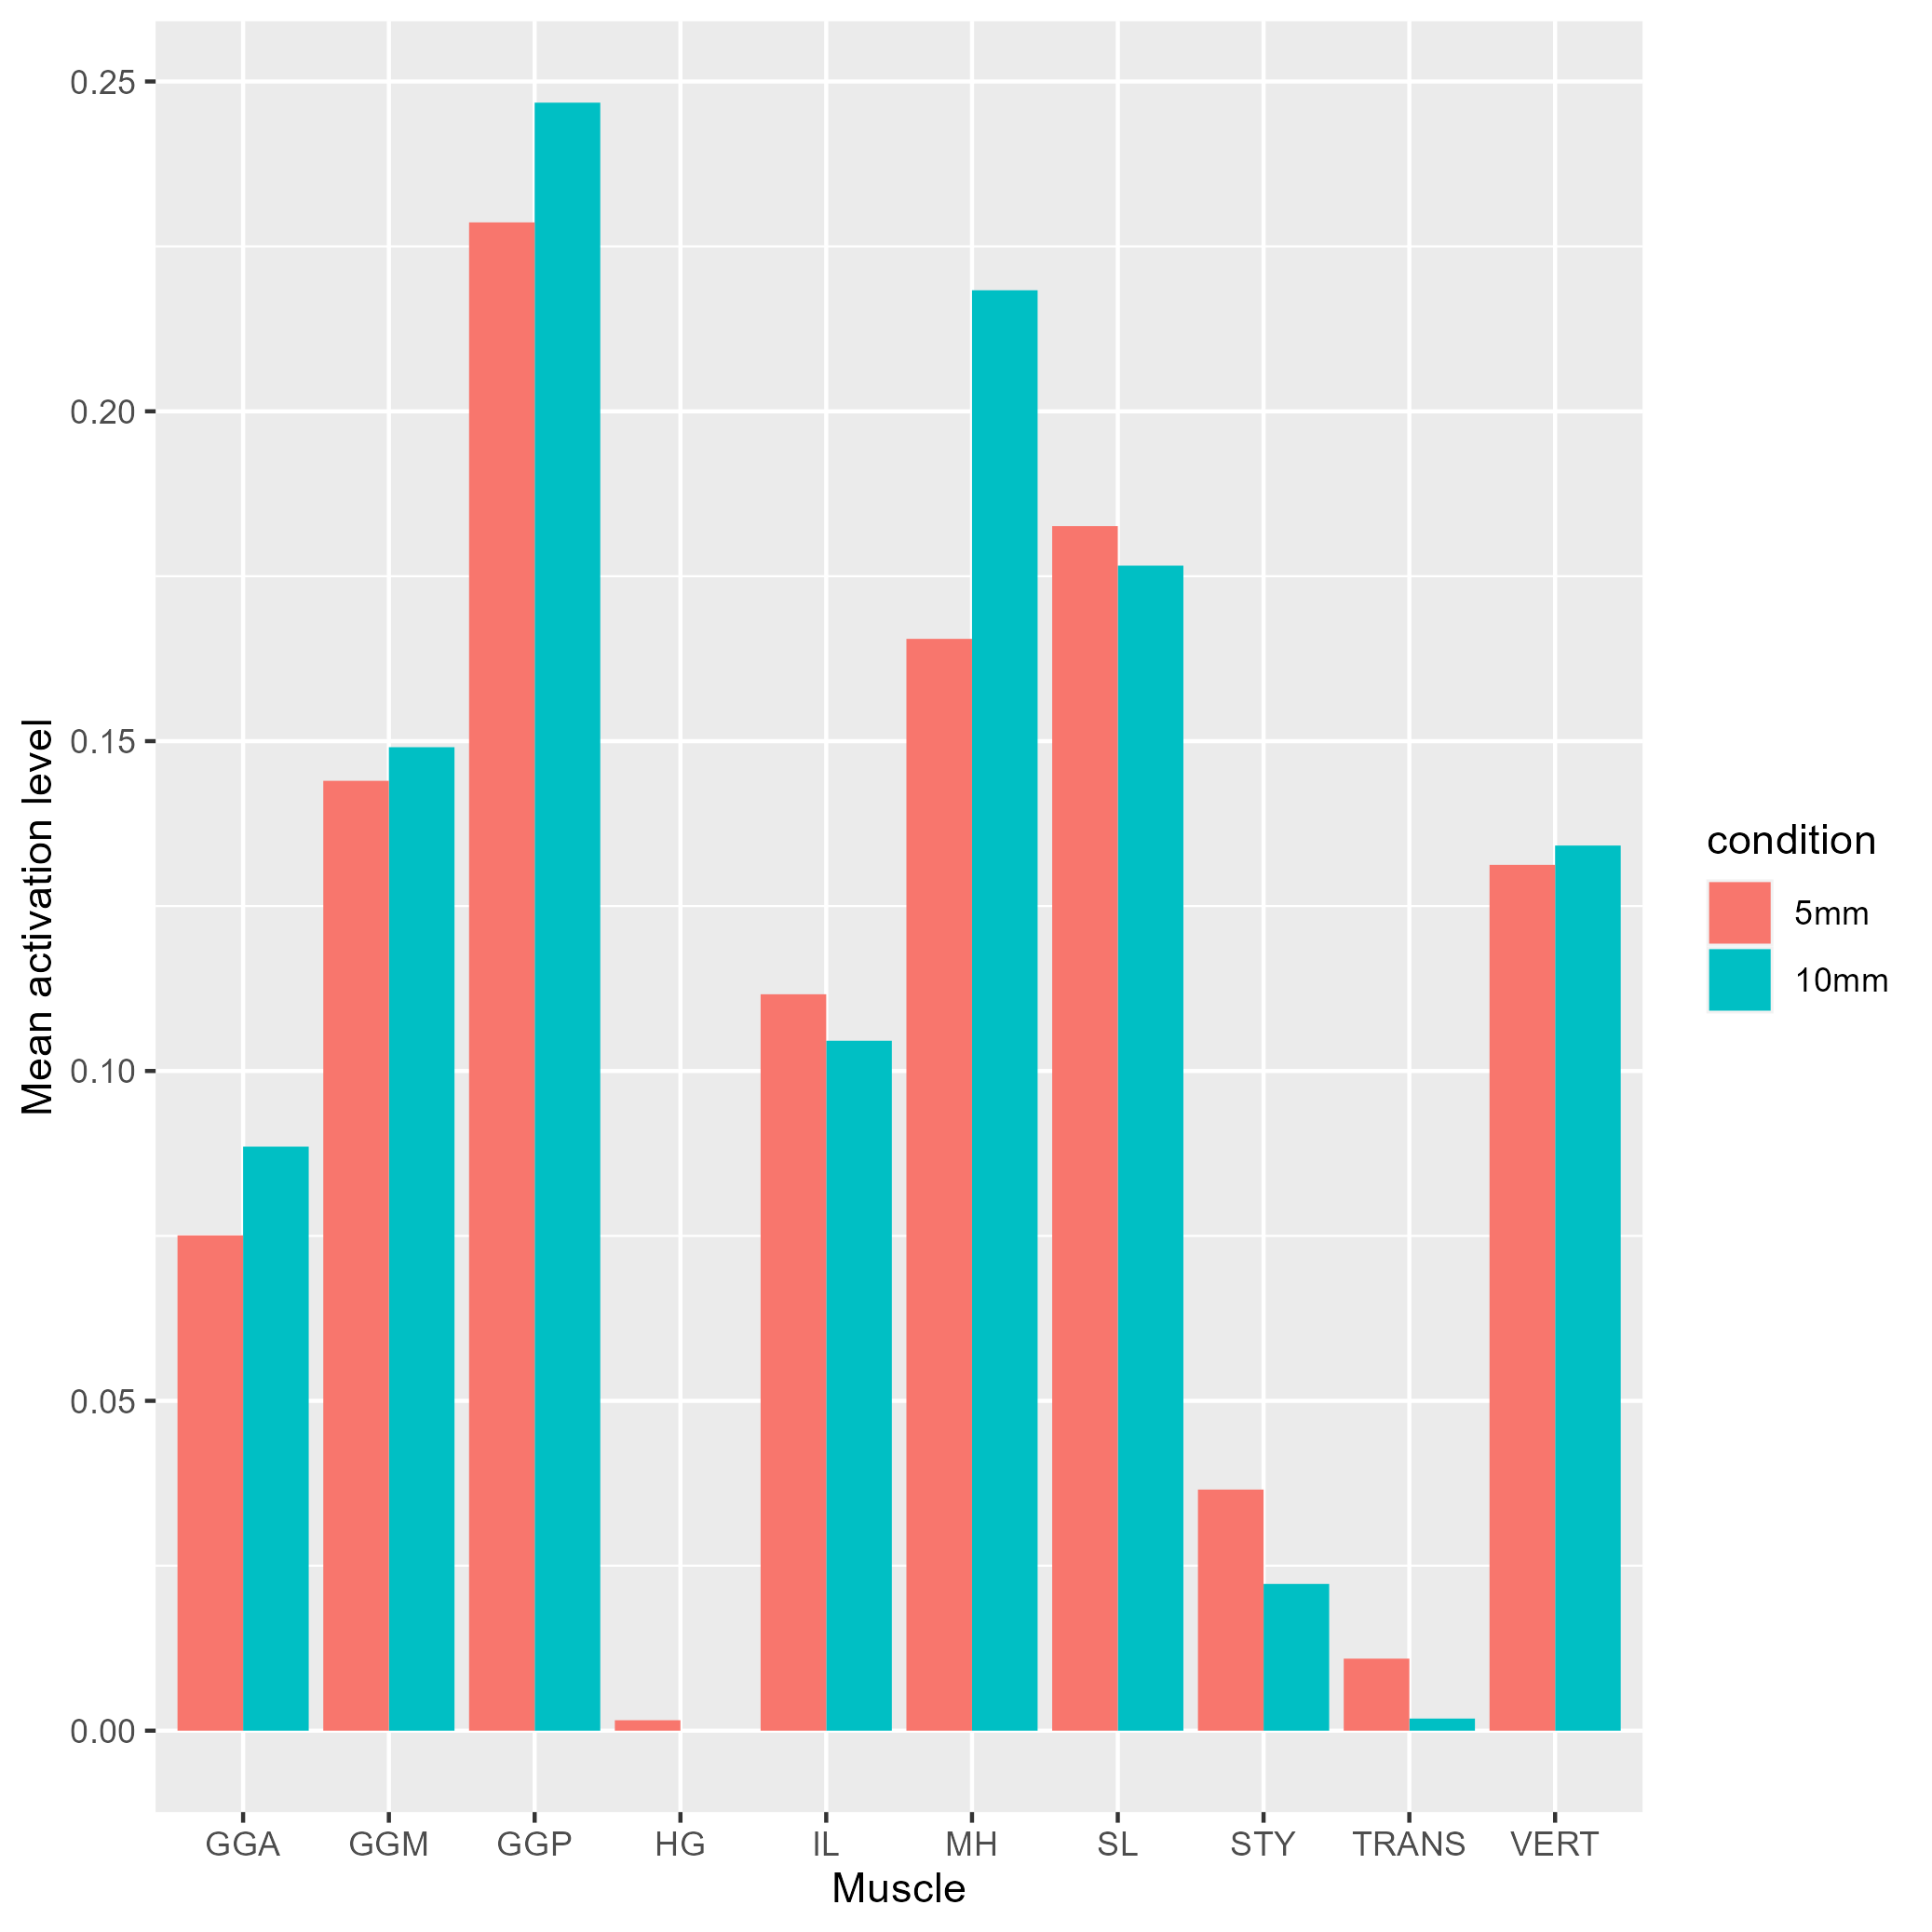 0.25
0.20
0.15
0.10
0.05
0.00
Mean activation level
GGA GGM GGP HG IL MH SL STY TRANS VERT
Muscle
condition
5mm
10mm